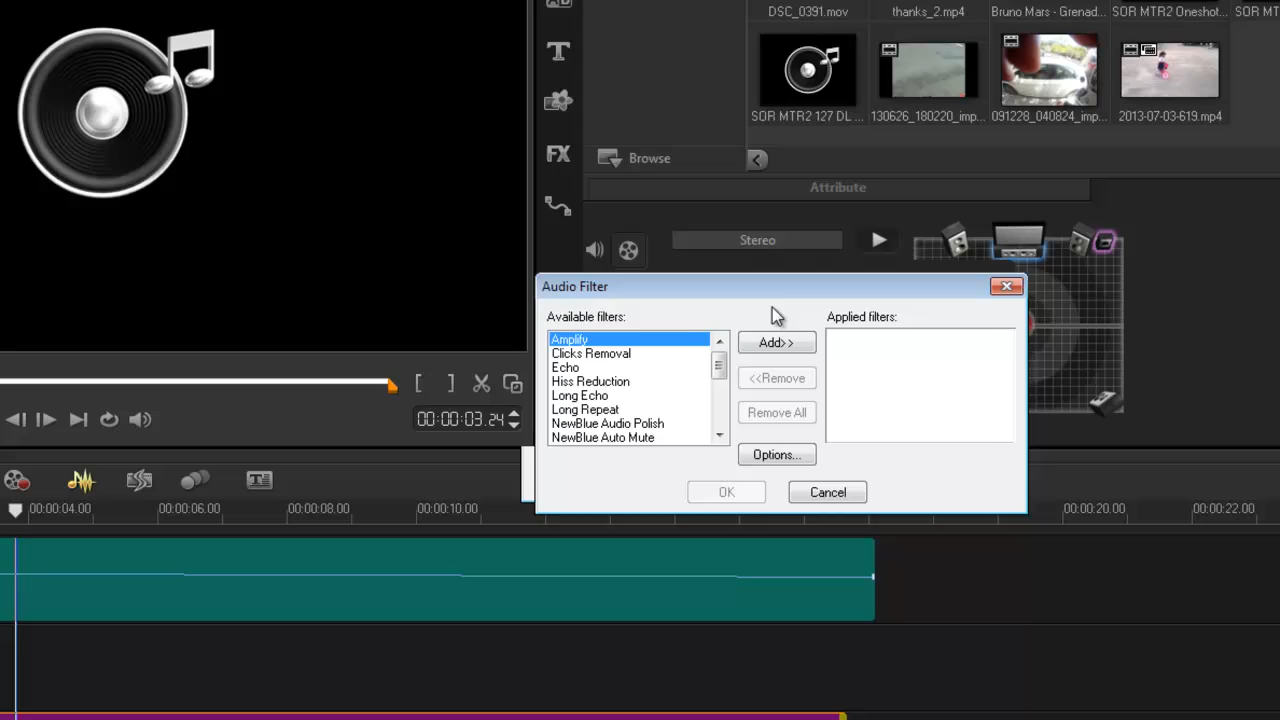 DSC_0391.mov
thanks_2.mp4
Bruno Mars - Grenad...
SOR MTR2 Oneshot...
SOR MT
T
SOR MTR2 127 DL ...
130626_180220_imp...
091228_040824_imp...
2013-07-03-619.mp4
FX
Browse
Attribute
Stereo
Audio Filter
Available filters:
Applied filters:
Amplify
Clicks Removal
Echo
Hiss Reduction
Long Echo
Long Repeat
NewBlue Audio Polish
NewBlue Auto Mute
Add>>
<<Remove
Remove All
Options...
OK
Cancel
[ ]
00:00:03.24
T
00:00:04.00
00:00:06.00
00:00:08.00
00:00:10.00
00:00:20.00
00:00:22.00